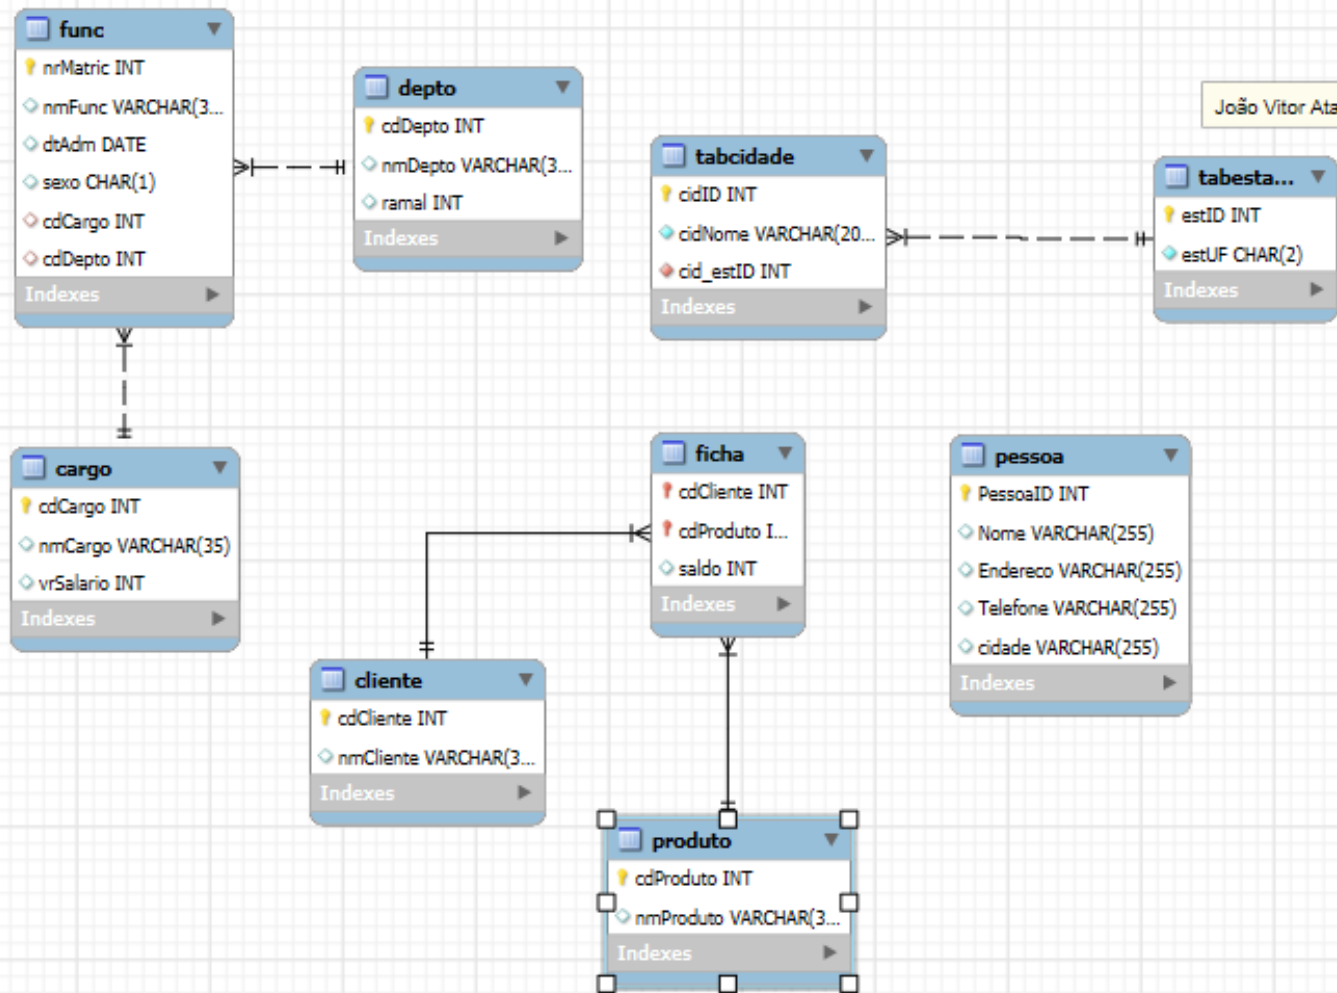 func
nrMatric INT
nmFunc VARCHAR(3...
dtAdm DATE
sexo CHAR(1)
cdCargo INT
cdDepto INT
Indexes
depto
cdDepto INT
nmDepto VARCHAR(3...
ramal INT
Indexes
tabcidade
cidID INT
cidNome VARCHAR(20...
cid_estID INT
Indexes
João Vitor Ata
tabesta...
estID INT
estUF CHAR(2)
Indexes
cargo
cdCargo INT
nmCargo VARCHAR(35)
vrSalario INT
Indexes
ficha
cdCliente INT
cdProduto I...
saldo INT
Indexes
pessoa
PessoaID INT
Nome VARCHAR(255)
Endereco VARCHAR(255)
Telefone VARCHAR(255)
cidade VARCHAR(255)
Indexes
cliente
cdCliente INT
nmCliente VARCHAR(3...
Indexes
produto
cdProduto INT
nmProduto VARCHAR(3...
Indexes